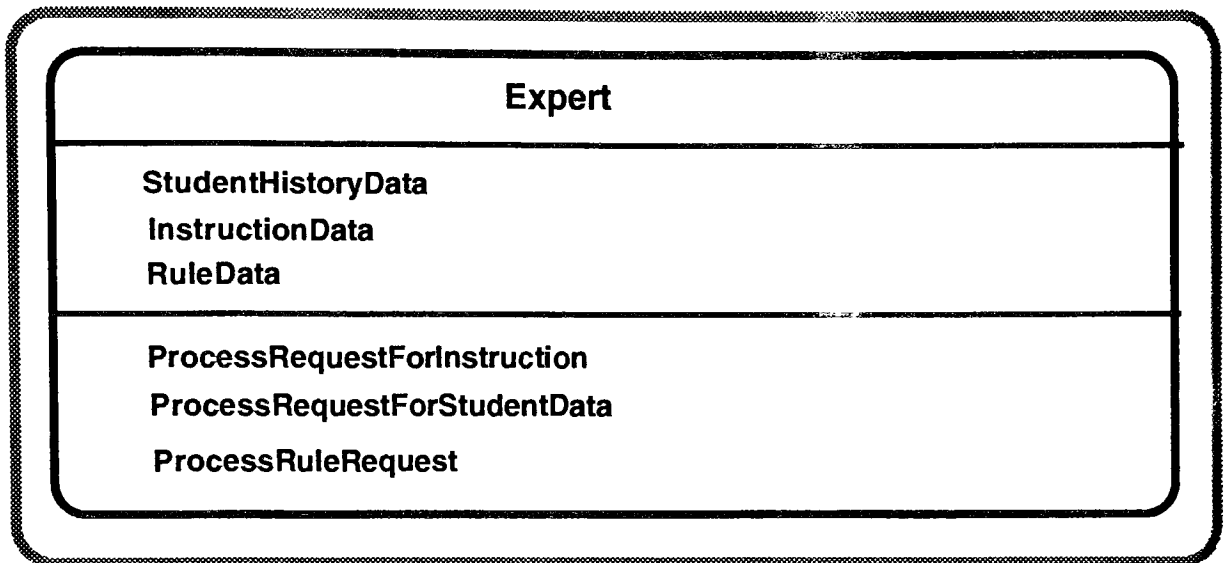 Expert
StudentHistoryData
InstructionData
RuleData
ProcessRequestForInstruction
ProcessRequestForStudentData
ProcessRuleRequest